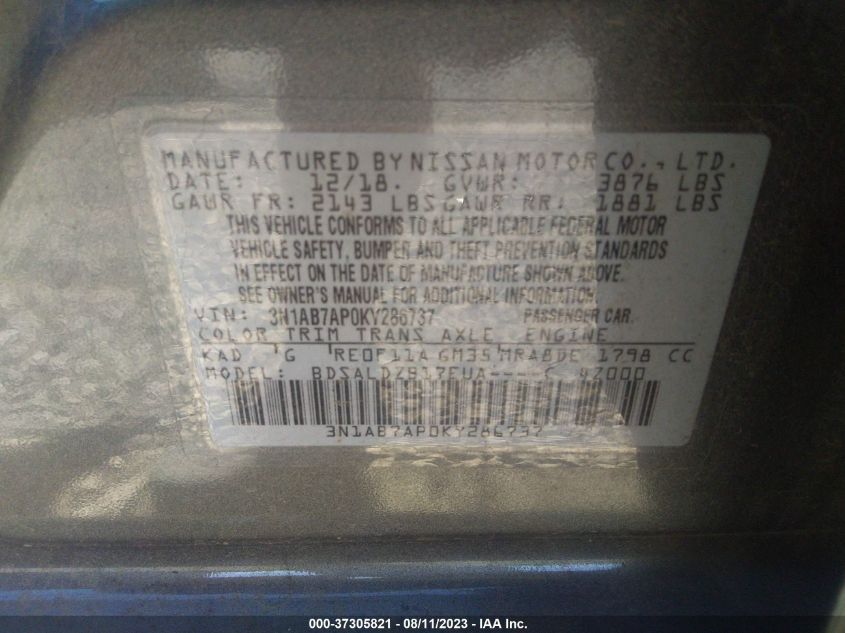 MANUFACTURED BY NISSAN MOTOR CO., LTD.
DATE: 12/18. GVWR: 3876 LBS
GAWR FR: 2143 LBS GAWR RR: 1881 LBS
THIS VEHICLE CONFORMS TO ALL APPLICABLE FEDERAL MOTOR
VEHICLE SAFETY, BUMPER AND THEFT PREVENTION STANDARDS
IN EFFECT ON THE DATE OF MANUFACTURE SHOWN ABOVE.
SEE OWNER'S MANUAL FOR ADDITIONAL INFORMATION.
VIN: 3N1AB7AP0KY286737 PASSENGER CAR.
COLOR TRIM TRANS AXLE ENGINE
KAD G RE0F11A GM35 MRA8DE 1798 CC
MODEL: 42000
3N1AB7AP0KY286737
000-37305821 - 08/11/2023 - IAA Inc.